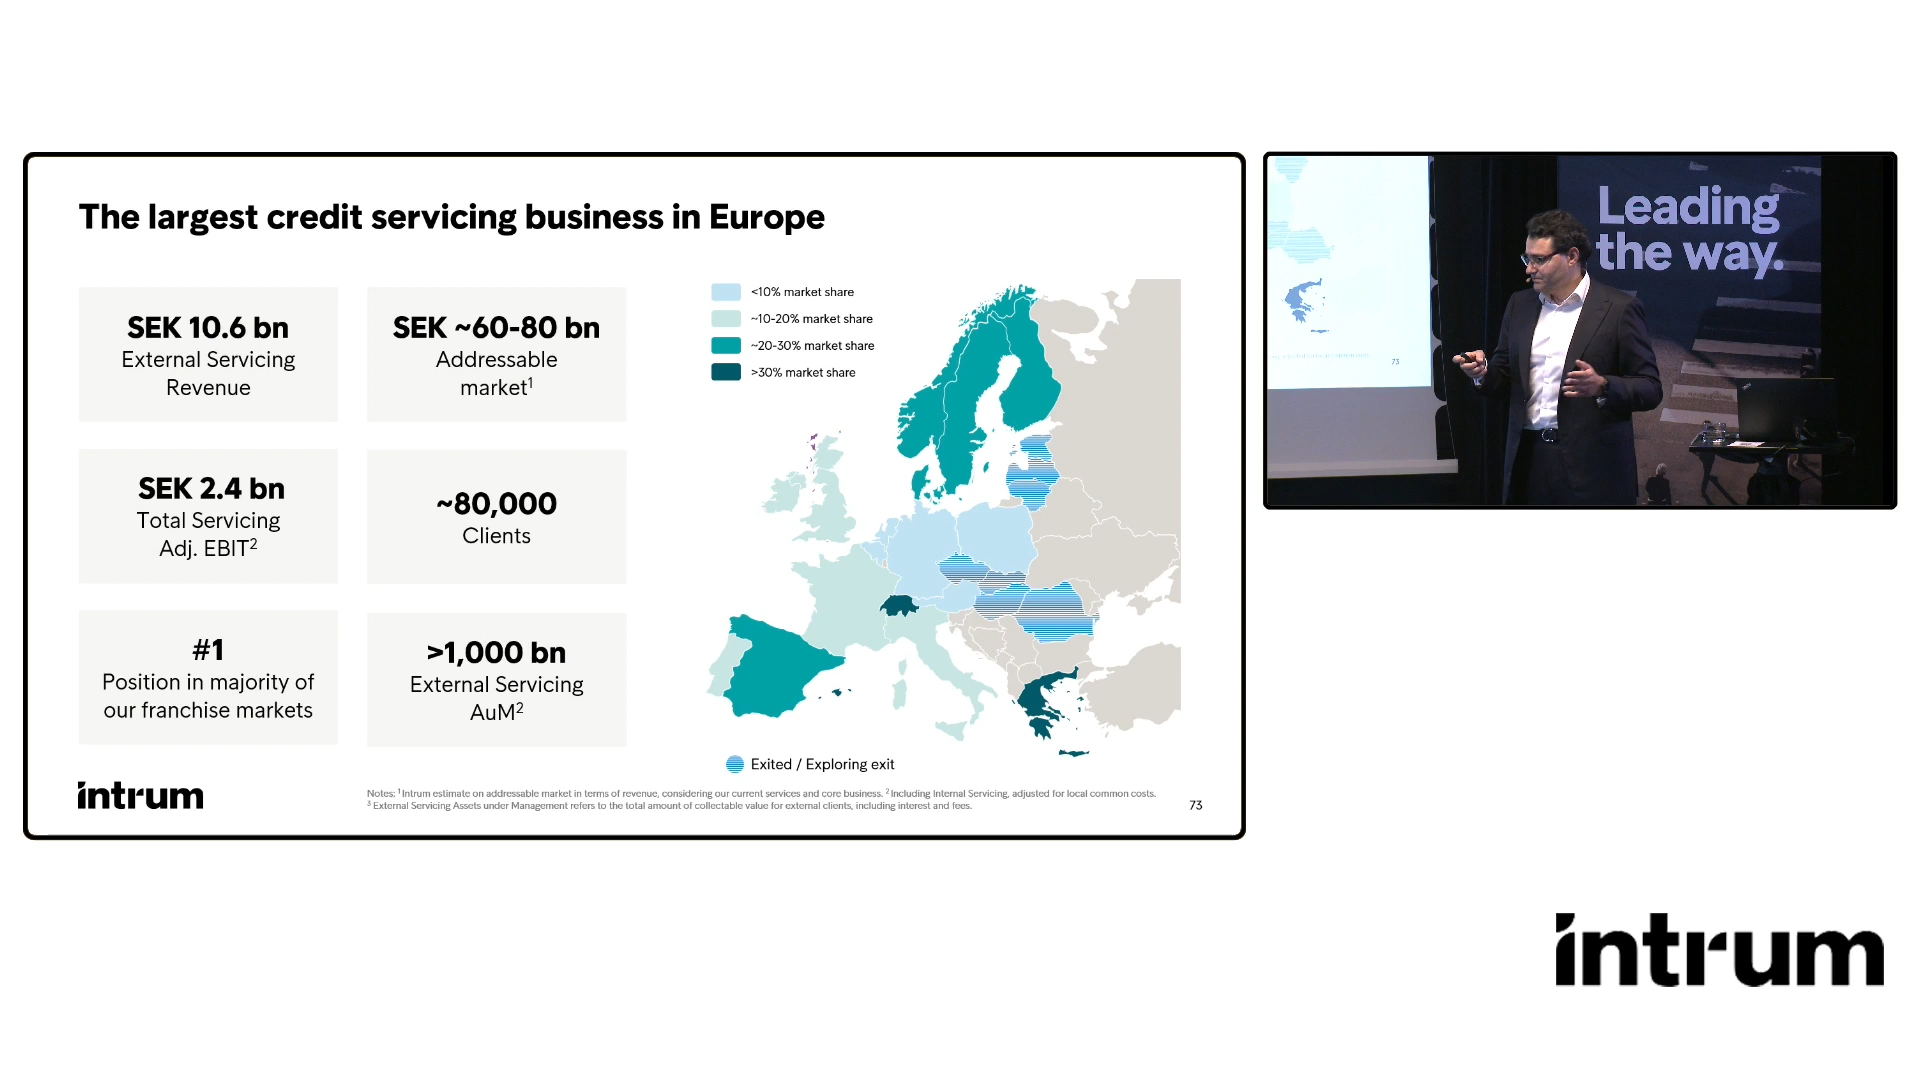 The largest credit servicing business in Europe
SEK 10.6 bn
External Servicing
Revenue
SEK ~60-80 bn
Addressable
market¹
SEK 2.4 bn
Total Servicing
Adj. EBIT²
~80,000
Clients
#1
Position in majority of
our franchise markets
>1,000 bn
External Servicing
AuM²
<10% market share
~10-20% market share
~20-30% market share
>30% market share
Exited / Exploring exit
intrum
Notes: ¹ Intrum estimate on addressable market in terms of revenue, considering our current services and core business. ² Including Internal Servicing, adjusted for local common costs.
³ External Servicing Assets under Management refers to the total amount of collectable value for external clients, including interest and fees.
73
Leading
the way.
73
intrum